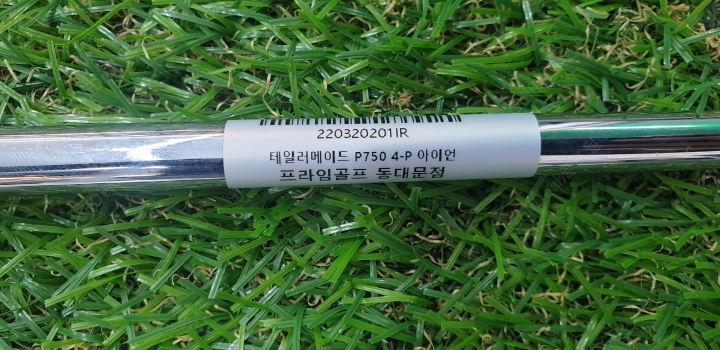 220320201IR
테일러메이드 P750 4-P 아이언
프라임골프 동대문점